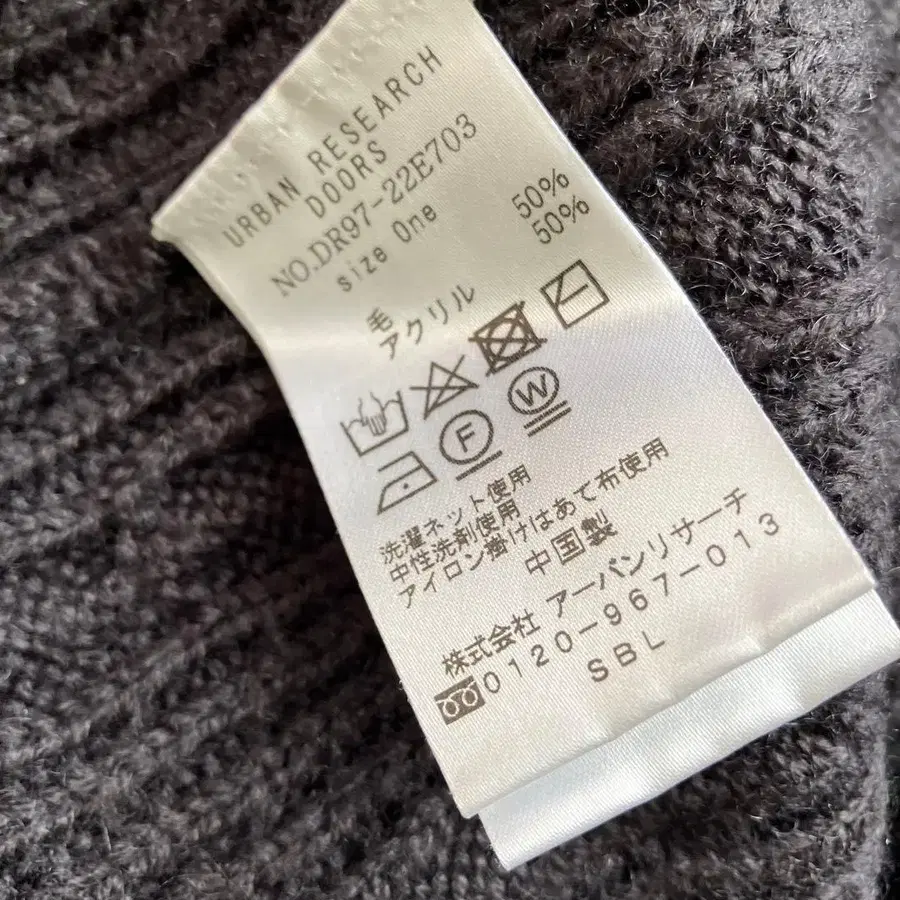 URBAN RESEARCH
DOORS
NO.DR97-22E703
size One
毛 50%
アクリル 50%
F W
洗濯ネット使用
中性洗剤使用
アイロン掛けはあて布使用
中国製
株式会社 アーバンリサーチ
0120-967-013
SBL